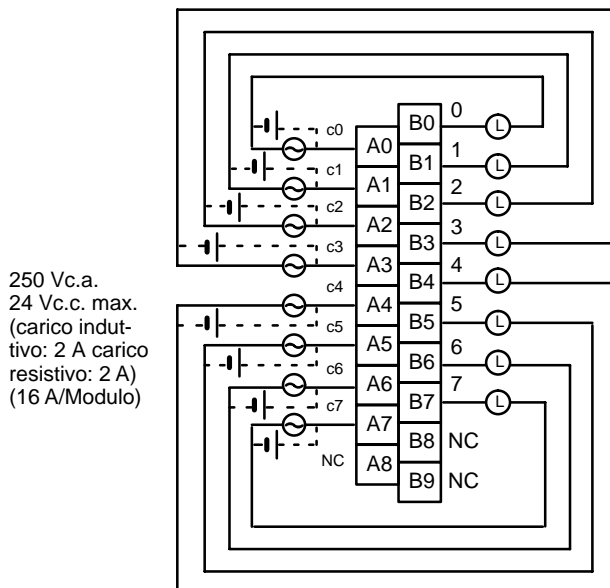 250 Vc.a.
24 Vc.c. max.
(carico indut-
tivo: 2 A carico
resistivo: 2 A)
(16 A/Modulo)
c0
c1
c2
c3
c4
c5
c6
c7
NC
A0
A1
A2
A3
A4
A5
A6
A7
A8
B0
B1
B2
B3
B4
B5
B6
B7
B8
B9
0
1
2
3
4
5
6
7
NC
NC
L
L
L
L
L
L
L
L